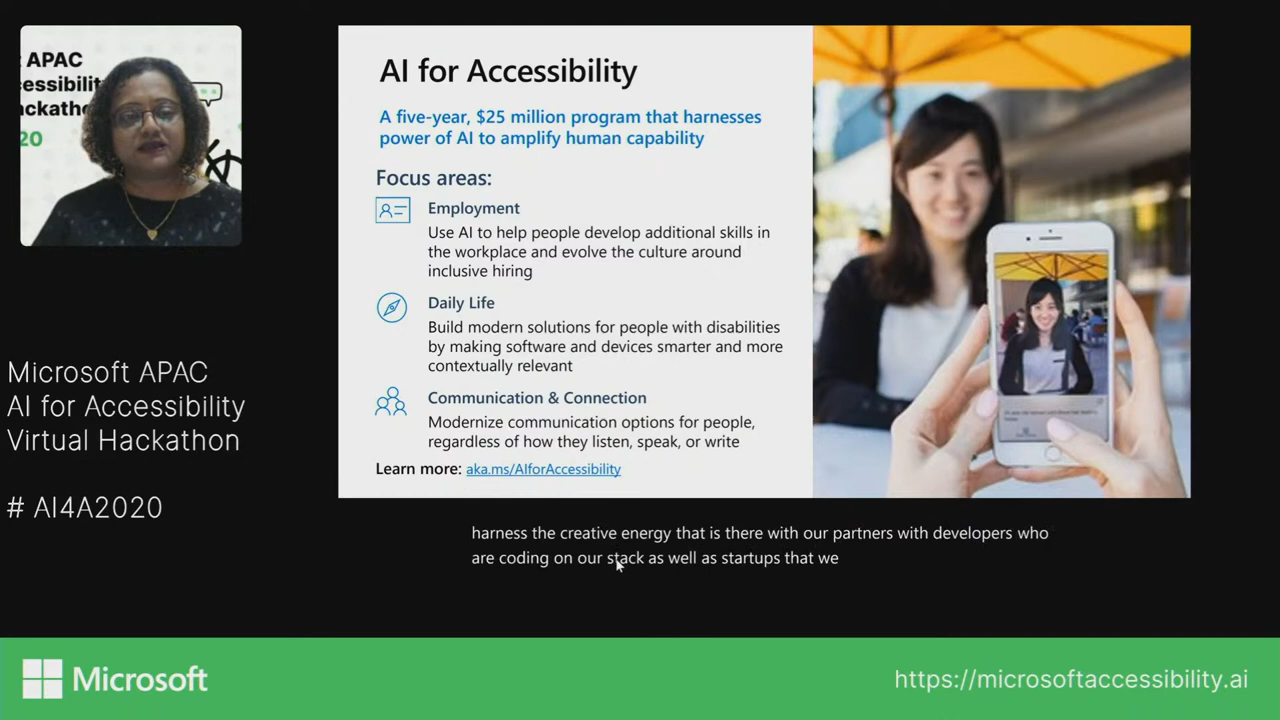 t APAC
cessibilit
ackath
20
AI for Accessibility
A five-year, $25 million program that harnesses
power of AI to amplify human capability
Focus areas:
Employment
Use AI to help people develop additional skills in
the workplace and evolve the culture around
inclusive hiring
Daily Life
Build modern solutions for people with disabilities
by making software and devices smarter and more
contextually relevant
Communication & Connection
Modernize communication options for people,
regardless of how they listen, speak, or write
Learn more: aka.ms/AIforAccessibility
Microsoft APAC
AI for Accessibility
Virtual Hackathon
# AI4A2020
harness the creative energy that is there with our partners with developers who
are coding on our stack as well as startups that we
Microsoft
https://microsoftaccessibility.ai